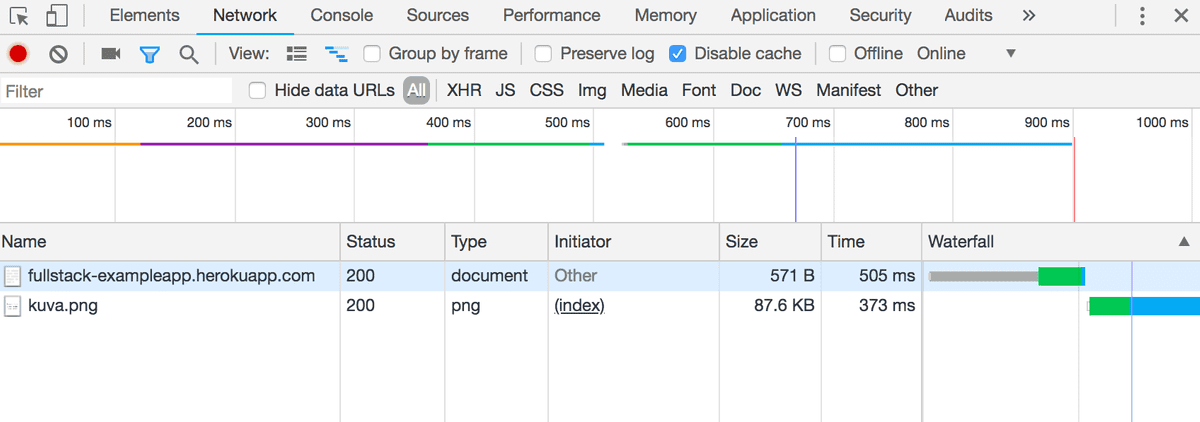 Elements Network Console Sources Performance Memory Application Security Audits »
View: Group by frame Preserve log Disable cache Offline Online ▼
Filter Hide data URLs All XHR JS CSS Img Media Font Doc WS Manifest Other
100 ms 200 ms 300 ms 400 ms 500 ms 600 ms 700 ms 800 ms 900 ms 1000 ms
Name Status Type Initiator Size Time Waterfall ▲
fullstack-exampleapp.herokuapp.com 200 document Other 571 B 505 ms
kuva.png 200 png (index) 87.6 KB 373 ms